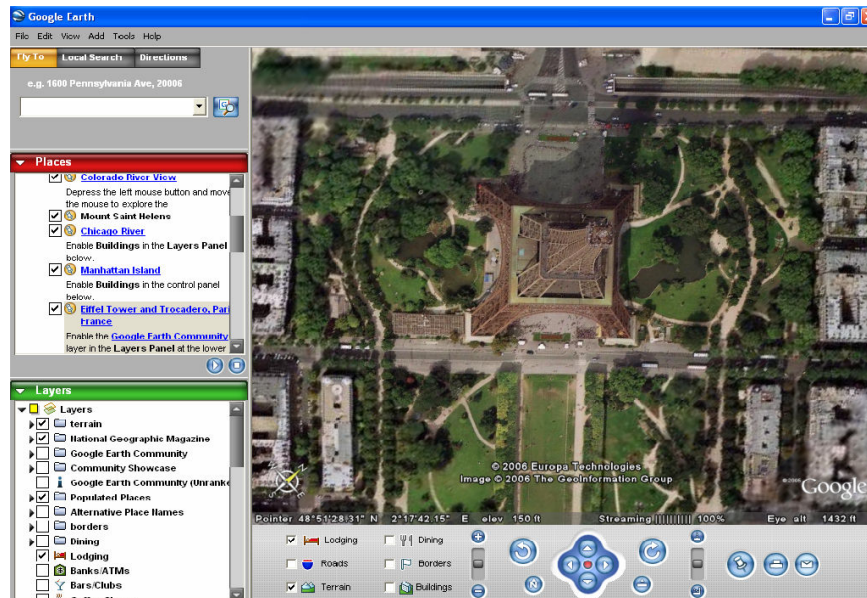 Google Earth
File Edit View Add Tools Help
Fly To Local Search Directions
e.g. 1600 Pennsylvania Ave, 20006
Places
Colorado River View
Depress the left mouse button and move
the mouse to explore the
Mount Saint Helens
Chicago River
Enable Buildings in the Layers Panel
below.
Manhattan Island
Enable Buildings in the control panel
below.
Eiffel Tower and Trocadero, Pari
France
Enable the Google Earth Community
layer in the Layers Panel at the lower
Layers
Layers
terrain
National Geographic Magazine
Google Earth Community
Community Showcase
Google Earth Community (Unranke
Populated Places
Alternative Place Names
borders
Dining
Lodging
Banks/ATMs
Bars/Clubs
© 2006 Europa Technologies
Image © 2006 The GeoInformation Group
©2006 Google
Pointer 48°51'28.31" N 2°17'42.15" E elev 150 ft Streaming |||||||||| 100% Eye alt 1432 ft
Lodging Dining
Roads Borders
Terrain Buildings
N